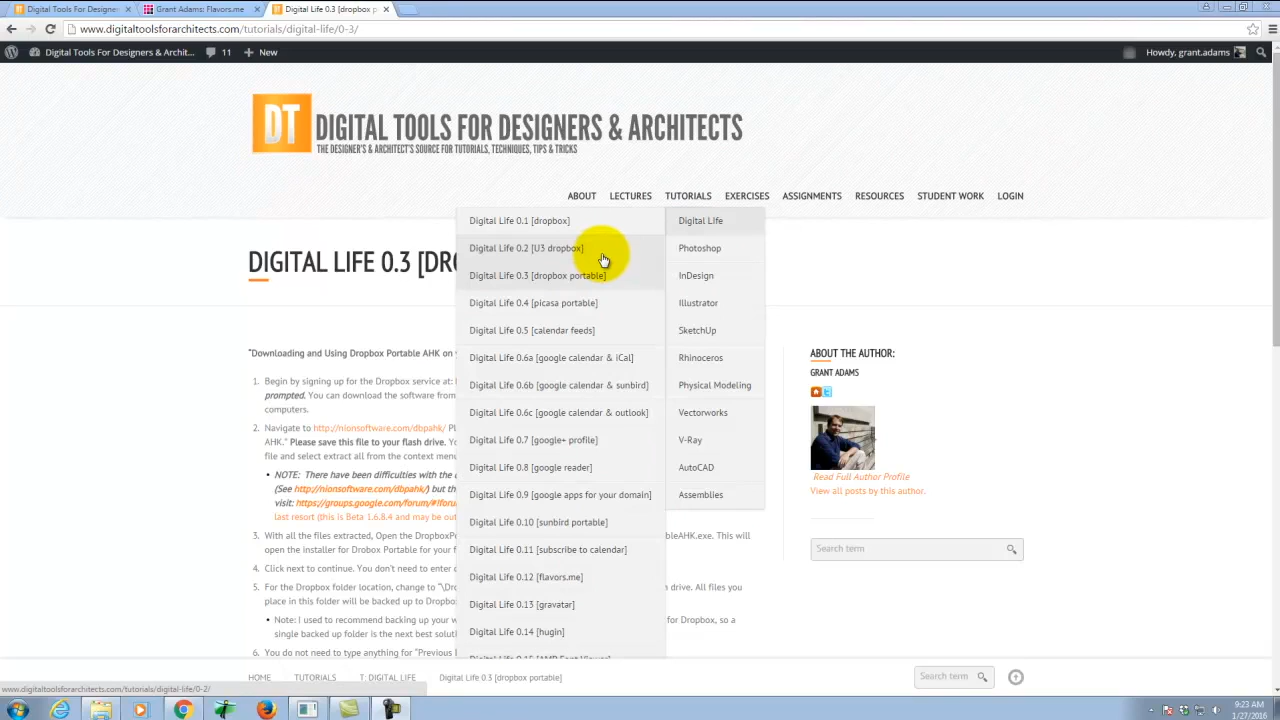 Digital Tools For Designe
Grant Adams: Flavors.me
Digital Life 0.3 [dropbox p
www.digitaltoolsforarchitects.com/tutorials/digital-life/0-3/
Digital Tools For Designers & Archit...
11
New
Howdy, grant.adams
DT
DIGITAL TOOLS FOR DESIGNERS & ARCHITECTS
THE DESIGNER'S & ARCHITECT'S SOURCE FOR TUTORIALS, TECHNIQUES, TIPS & TRICKS
ABOUT LECTURES TUTORIALS EXERCISES ASSIGNMENTS RESOURCES STUDENT WORK LOGIN
DIGITAL LIFE 0.3 [DRO
Digital Life 0.1 [dropbox]
Digital Life 0.2 [U3 dropbox]
Digital Life 0.3 [dropbox portable]
Digital Life 0.4 [picasa portable]
Digital Life 0.5 [calendar feeds]
Digital Life 0.6a [google calendar & iCal]
Digital Life 0.6b [google calendar & sunbird]
Digital Life 0.6c [google calendar & outlook]
Digital Life 0.7 [google+ profile]
Digital Life 0.8 [google reader]
Digital Life 0.9 [google apps for your domain]
Digital Life 0.10 [sunbird portable]
Digital Life 0.11 [subscribe to calendar]
Digital Life 0.12 [flavors.me]
Digital Life 0.13 [gravatar]
Digital Life 0.14 [hugin]
Digital Life 0.15 [AMP Font Viewer]
Digital LIfe
Photoshop
InDesign
Illustrator
SketchUp
Rhinoceros
Physical Modeling
Vectorworks
V-Ray
AutoCAD
Assemblies
"Downloading and Using Dropbox Portable AHK on y
1. Begin by signing up for the Dropbox service at:
prompted. You can download the software from
computers.
2. Navigate to http://nionsoftware.com/dbpahk/ Pl
AHK." Please save this file to your flash drive. Yo
file and select extract all from the context menu
• NOTE: There have been difficulties with the
(See http://nionsoftware.com/dbpahk/) but th
visit: https://groups.google.com/forum/#!foru
last resort (this is Beta 1.6.8.4 and may be out
3. With all the files extracted, Open the DropboxPo ableAHK.exe. This will
open the installer for Drobox Portable for your f
4. Click next to continue. You don't need to enter
5. For the Dropbox folder location, change to "\Dr drive. All files you
place in this folder will be backed up to Dropbo
• Note: I used to recommend backing up your w for Dropbox, so a
single backed up folder is the next best soluti
6. You do not need to type anything for "Previous
ABOUT THE AUTHOR:
GRANT ADAMS
Read Full Author Profile
View all posts by this author.
Search term
HOME TUTORIALS T: DIGITAL LIFE Digital Life 0.3 [dropbox portable]
Search term
www.digitaltoolsforarchitects.com/tutorials/digital-life/0-2/
9:23 AM
1/27/2016